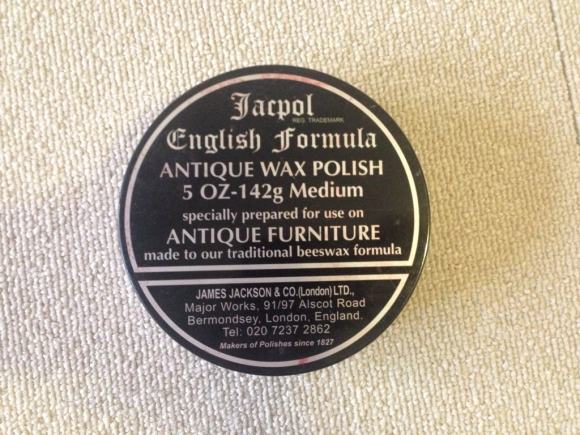 Jacpol
REG. TRADEMARK
English Formula
ANTIQUE WAX POLISH
5 OZ-142g Medium
specially prepared for use on
ANTIQUE FURNITURE
made to our traditional beeswax formula
JAMES JACKSON & CO.(London) LTD.,
Major Works, 91/97 Alscot Road
Bermondsey, London, England.
Tel: 020 7237 2862
Makers of Polishes since 1827